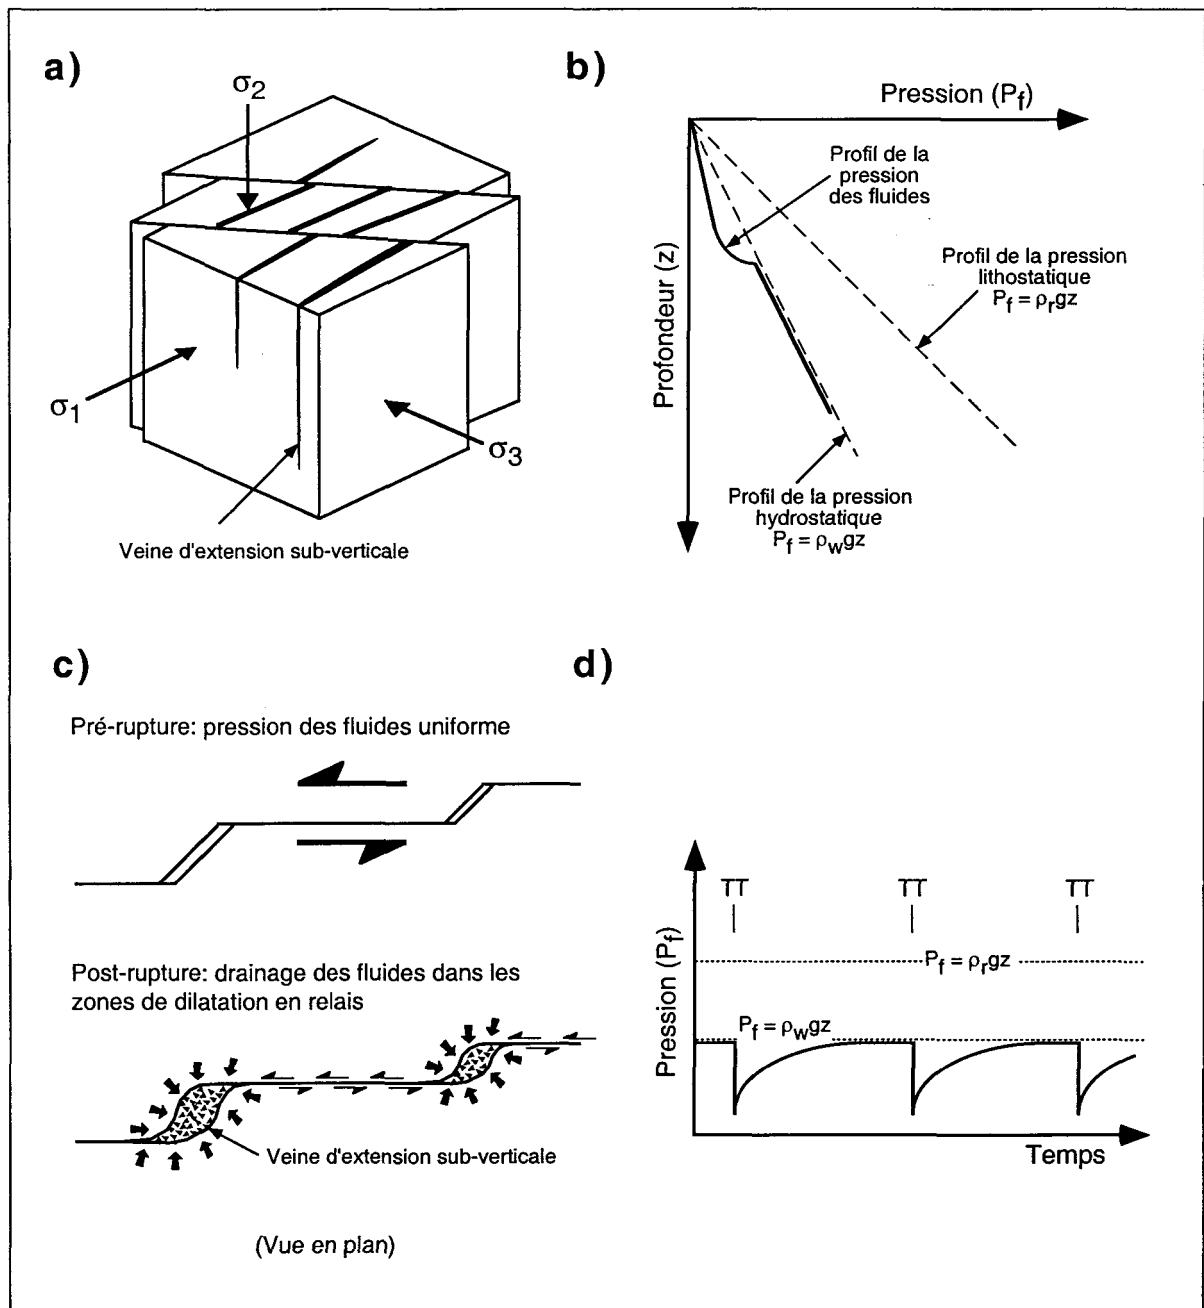 a)
σ2
σ1
σ3
Veine d'extension sub-verticale
b)
Pression (Pf)
Profil de la
pression
des fluides
Profondeur (z)
Profil de la pression
lithostatique
Pf = ρrgz
Profil de la pression
hydrostatique
Pf = ρwgz
c)
Pré-rupture: pression des fluides uniforme
Post-rupture: drainage des fluides dans les
zones de dilatation en relais
Veine d'extension sub-verticale
(Vue en plan)
d)
Pression (Pf)
TT
TT
TT
Pf = ρrgz
Pf = ρwgz
Temps